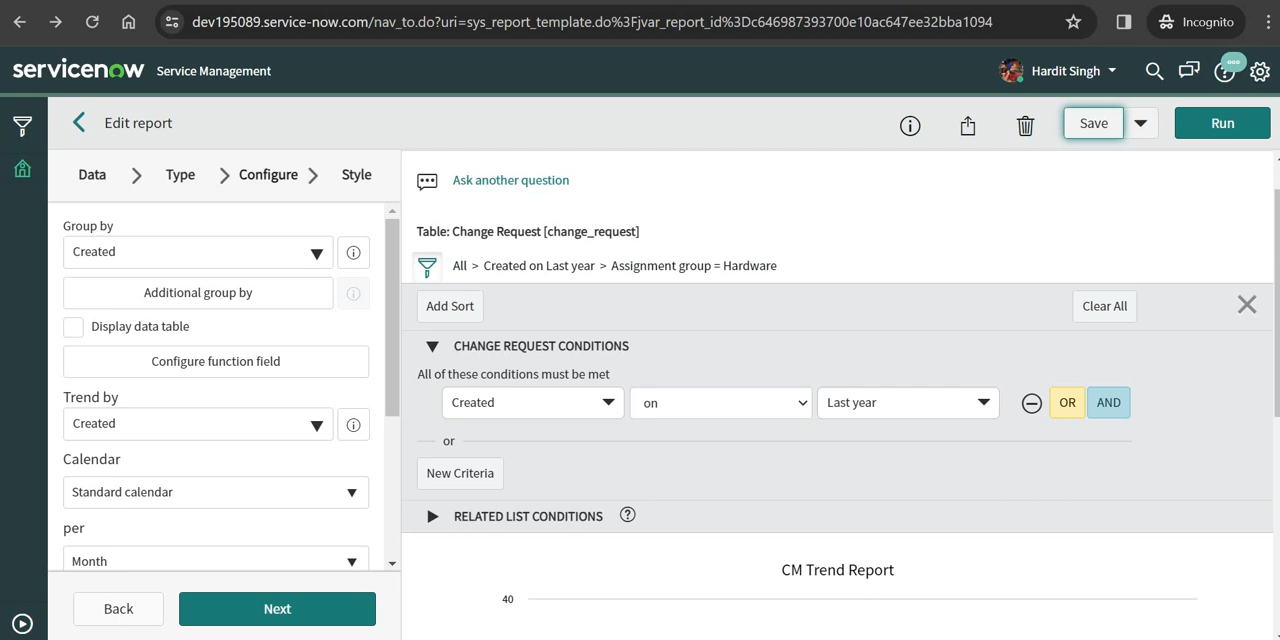 dev195089.service-now.com/nav_to.do?uri=sys_report_template.do%3Fjvar_report_id%3Dc646987393700e10ac647ee32bba1094
Incognito
servicenow Service Management
Hardit Singh
Edit report
Save
Run
Data Type Configure Style
Ask another question
Group by
Created
Table: Change Request [change_request]
All > Created on Last year > Assignment group = Hardware
Additional group by
Add Sort
Clear All
Display data table
CHANGE REQUEST CONDITIONS
Configure function field
All of these conditions must be met
Trend by
Created
Created on Last year OR AND
or
Calendar
Standard calendar
New Criteria
per
RELATED LIST CONDITIONS
Month
CM Trend Report
40
Back
Next